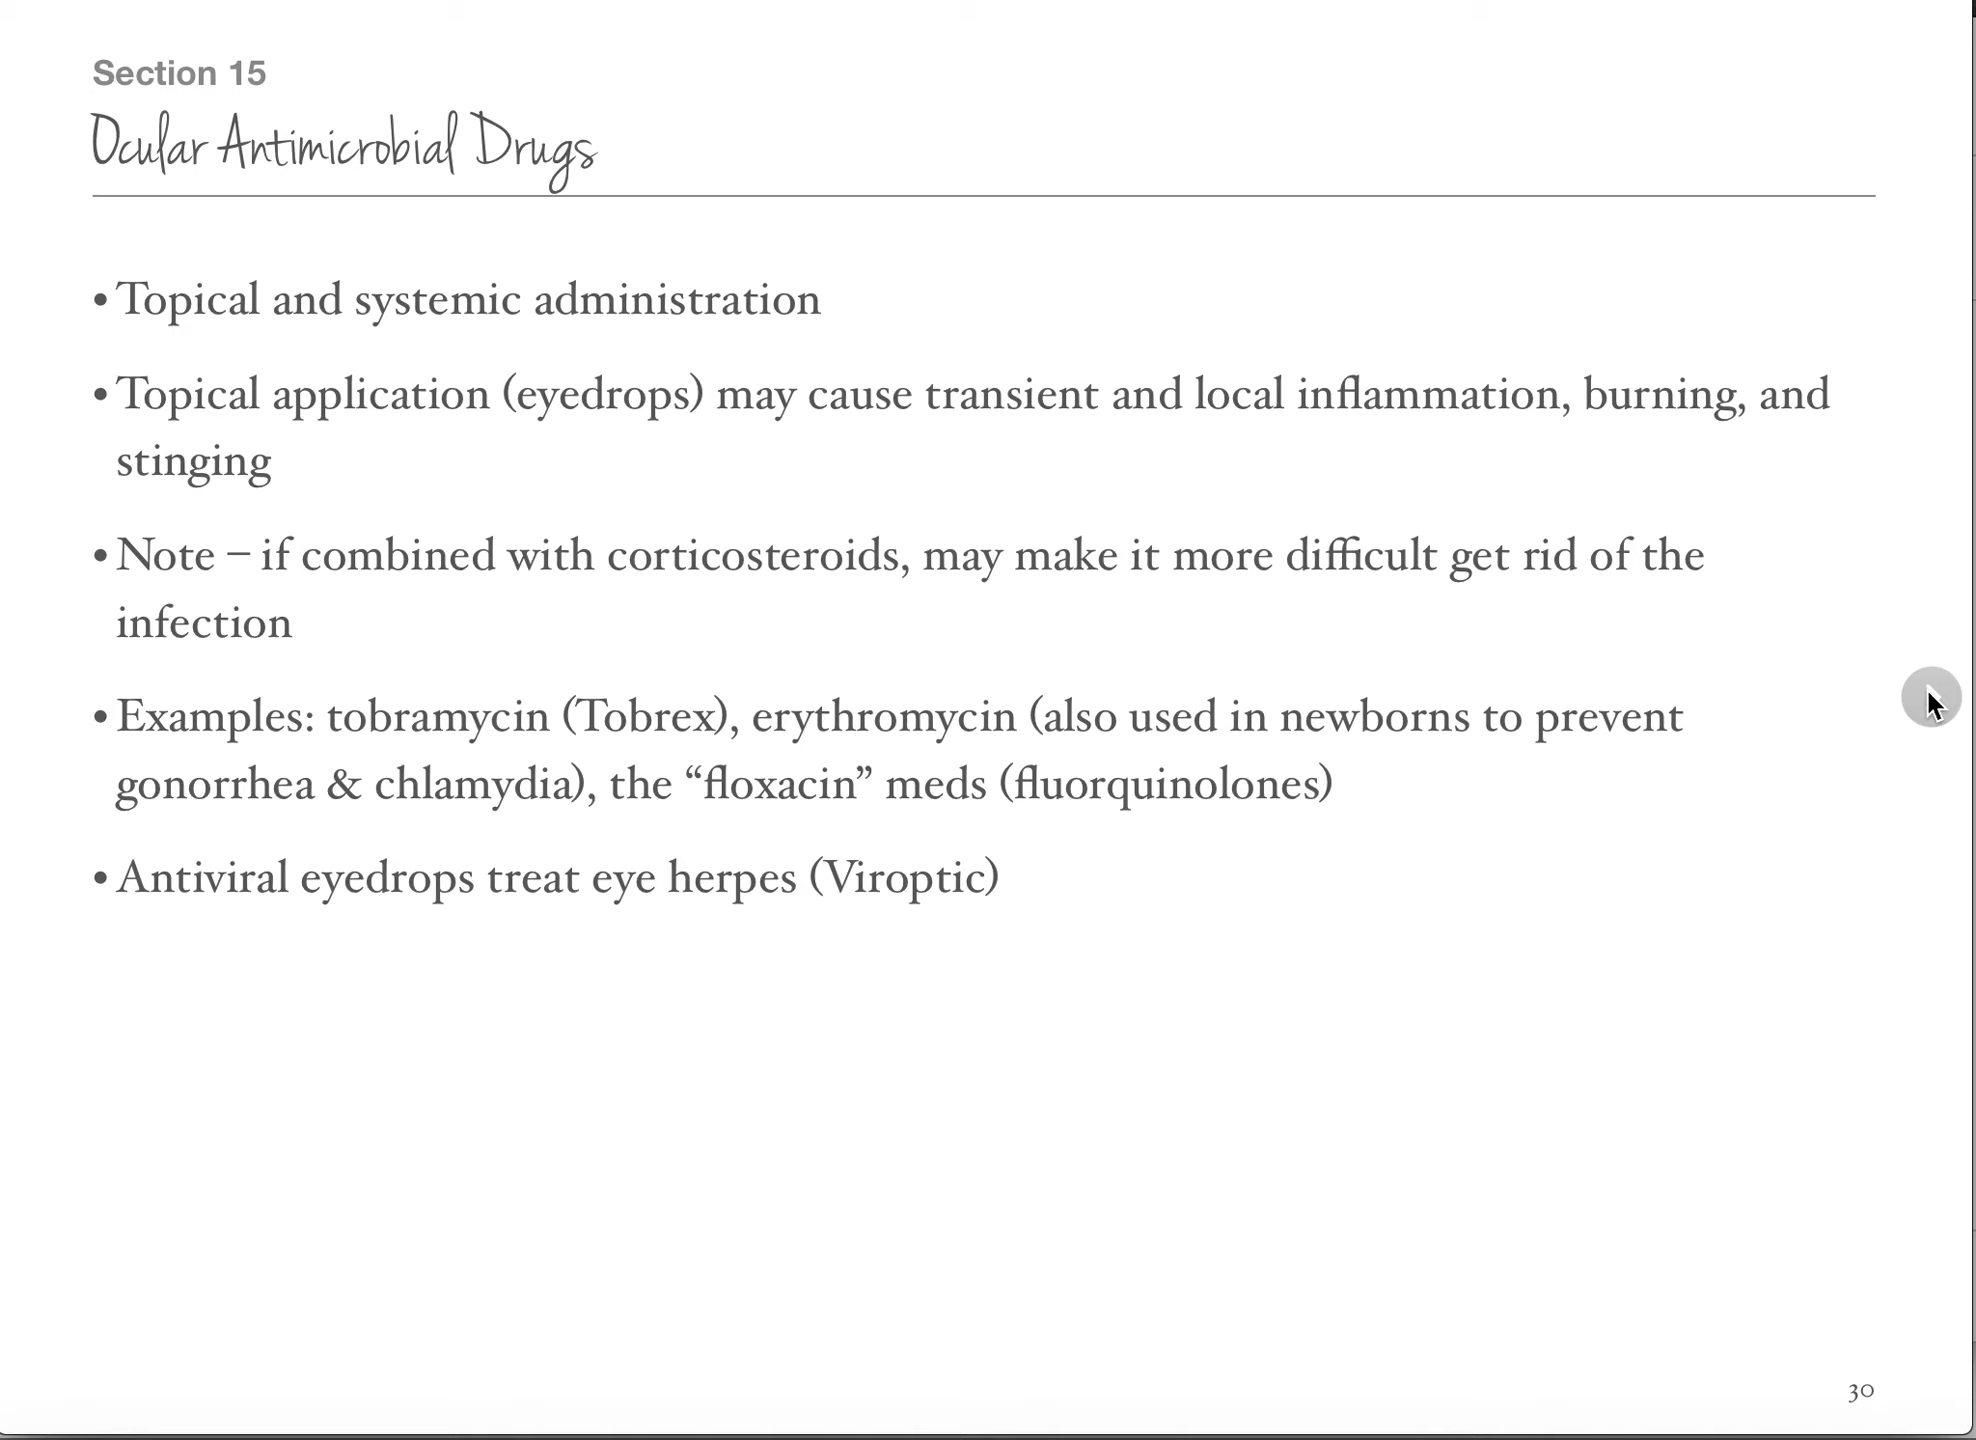 Section 15
Ocular Antimicrobial Drugs
• Topical and systemic administration
• Topical application (eyedrops) may cause transient and local inflammation, burning, and
stinging
• Note – if combined with corticosteroids, may make it more difficult get rid of the
infection
• Examples: tobramycin (Tobrex), erythromycin (also used in newborns to prevent
gonorrhea & chlamydia), the “floxacin” meds (fluorquinolones)
• Antiviral eyedrops treat eye herpes (Viroptic)
30